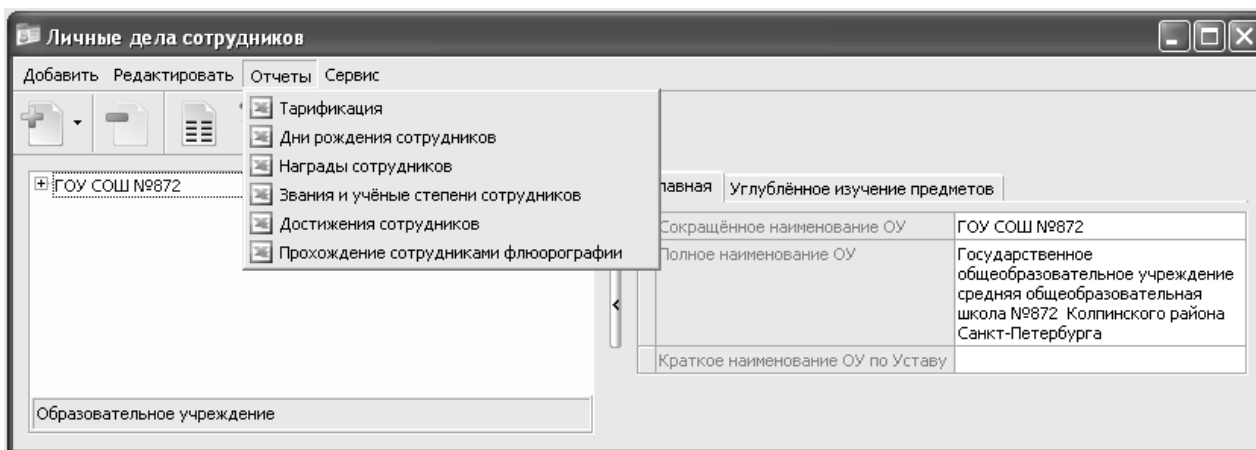 Личные дела сотрудников
Добавить Редактировать Отчеты Сервис
Тарификация
Дни рождения сотрудников
Награды сотрудников
Звания и учёные степени сотрудников
Достижения сотрудников
Прохождение сотрудниками флюорографии
ГОУ СОШ №872
Образовательное учреждение
лавная Углублённое изучение предметов
Сокращённое наименование ОУ ГОУ СОШ №872
Полное наименование ОУ Государственное
общеобразовательное учреждение
средняя общеобразовательная
школа №872 Колпинского района
Санкт-Петербурга
Краткое наименование ОУ по Уставу